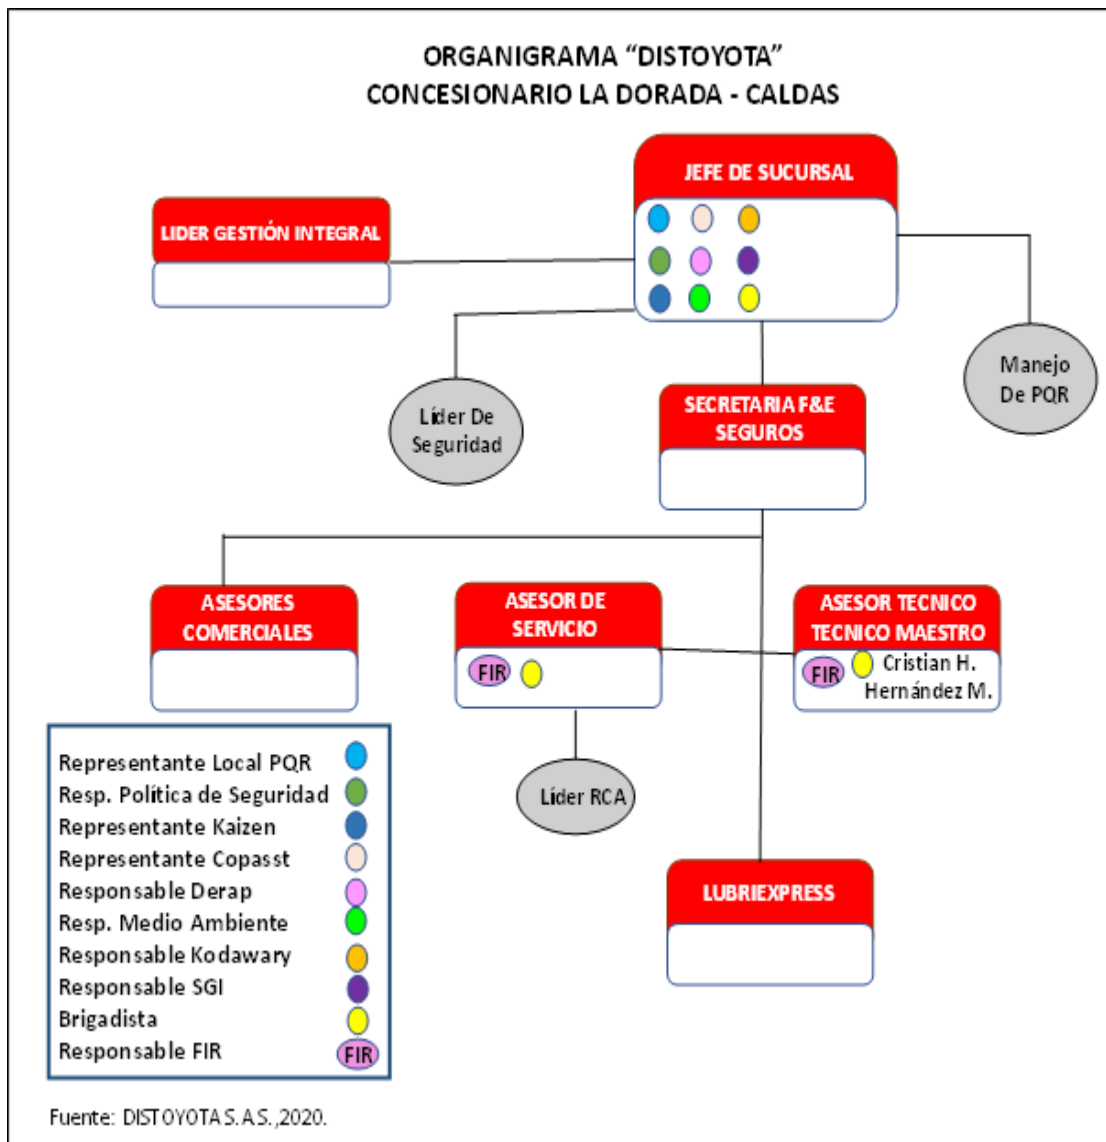 ORGANIGRAMA “DISTOYOTA”
CONCESIONARIO LA DORADA - CALDAS
JEFE DE SUCURSAL
LIDER GESTIÓN INTEGRAL
Manejo
De PQR
Líder De
Seguridad
SECRETARIA F&E
SEGUROS
ASESORES
COMERCIALES
ASESOR DE
SERVICIO
FIR
ASESOR TECNICO
TECNICO MAESTRO
FIR
Cristian H.
Hernández M.
Líder RCA
LUBRIEXPRESS
Representante Local PQR
Resp. Política de Seguridad
Representante Kaizen
Representante Copasst
Responsable Derap
Resp. Medio Ambiente
Responsable Kodawary
Responsable SGI
Brigadista
Responsable FIR
FIR
Fuente: DISTOYOTA S.A.S.,2020.